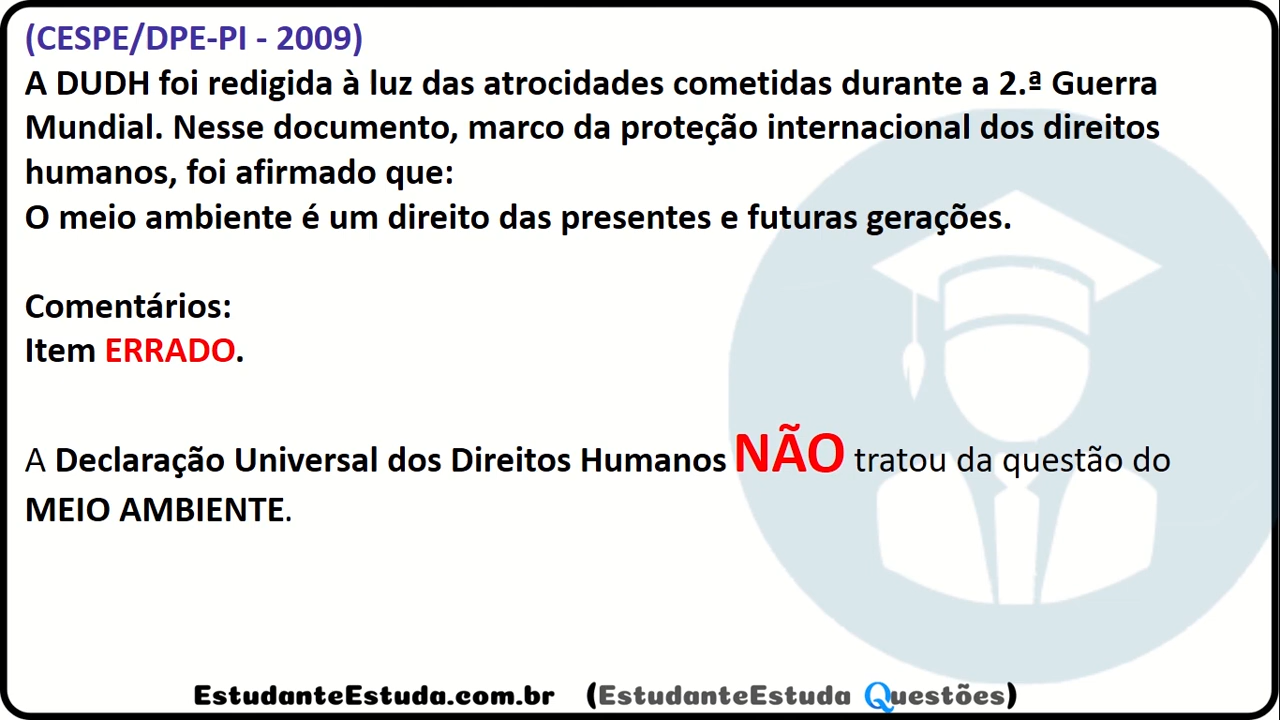 (CESPE/DPE-PI - 2009)
A DUDH foi redigida à luz das atrocidades cometidas durante a 2.ª Guerra
Mundial. Nesse documento, marco da proteção internacional dos direitos
humanos, foi afirmado que:
O meio ambiente é um direito das presentes e futuras gerações.
Comentários:
Item ERRADO.
A Declaração Universal dos Direitos Humanos NÃO tratou da questão do
MEIO AMBIENTE.
EstudanteEstuda.com.br (EstudanteEstuda Questões)